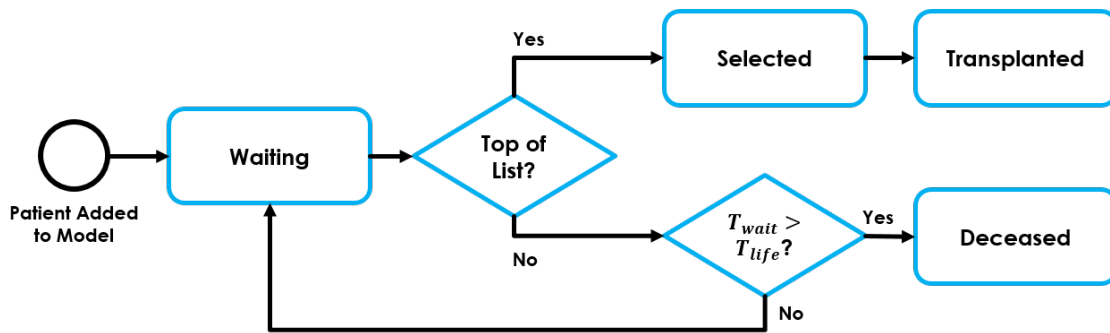 Yes
Selected
Transplanted
Waiting
Top of
List?
Patient Added
to Model
No
T_wait >
T_life?
Yes
Deceased
No